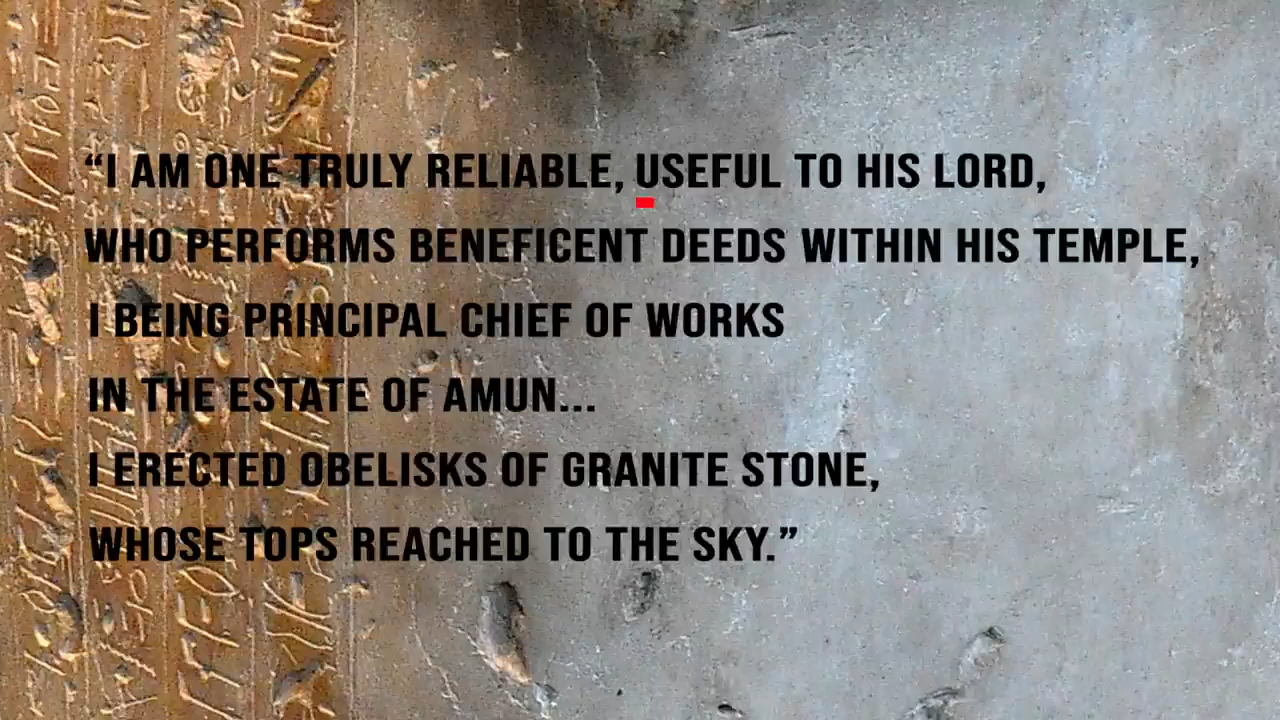 “I AM ONE TRULY RELIABLE, USEFUL TO HIS LORD,
WHO PERFORMS BENEFICENT DEEDS WITHIN HIS TEMPLE,
I BEING PRINCIPAL CHIEF OF WORKS
IN THE ESTATE OF AMUN...
I ERECTED OBELISKS OF GRANITE STONE,
WHOSE TOPS REACHED TO THE SKY.”